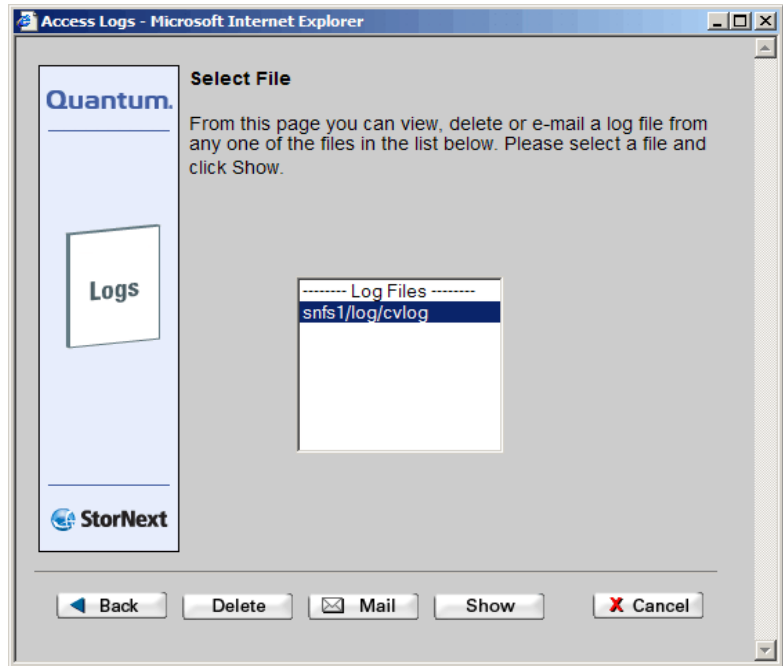 Access Logs - Microsoft Internet Explorer
Quantum.
Select File
From this page you can view, delete or e-mail a log file from
any one of the files in the list below. Please select a file and
click Show.
Logs
-------- Log Files --------
snfs1/log/cvlog
StorNext
Back
Delete
Mail
Show
X Cancel